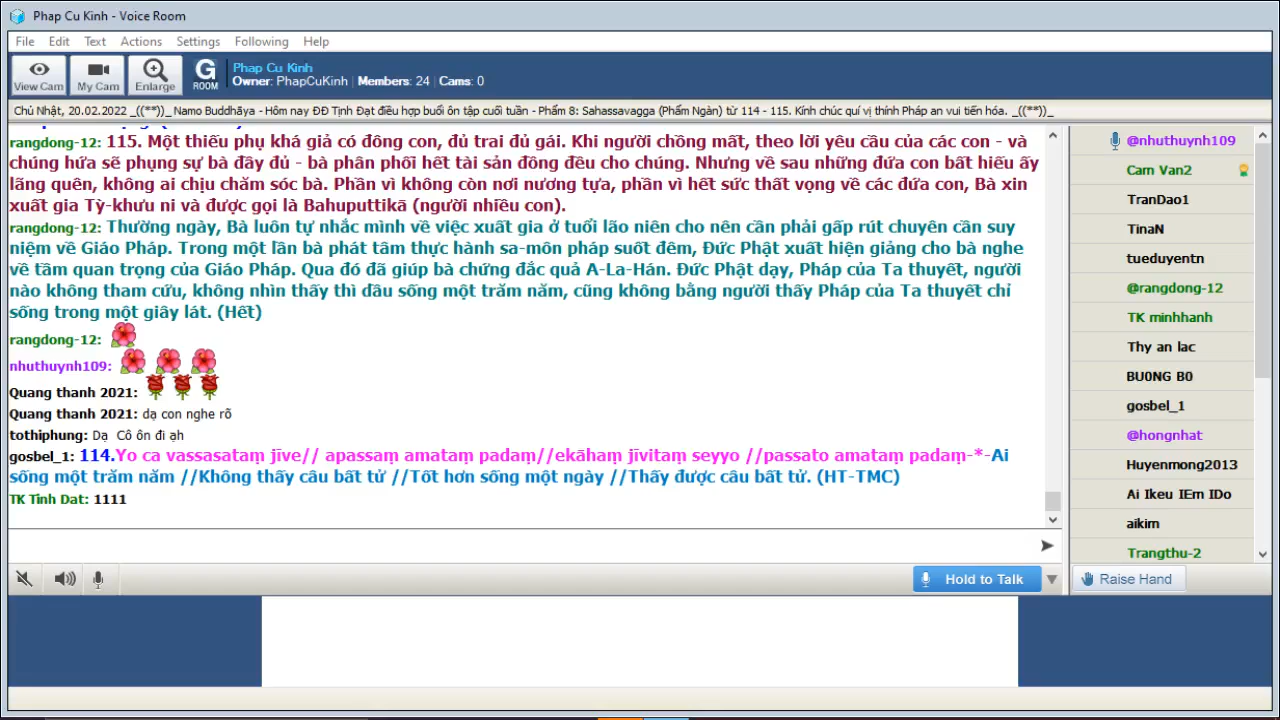 Phap Cu Kinh - Voice Room
File Edit Text Actions Settings Following Help
View Cam My Cam Enlarge G ROOM
Phap Cu Kinh
Owner: PhapCuKinh | Members: 24 | Cams: 0
Chủ Nhật, 20.02.2022 _((**))_ Namo Buddhāya - Hôm nay ĐĐ Tịnh Đạt điều hợp buổi ôn tập cuối tuần - Phẩm 8: Sahassavagga (Phẩm Ngàn) từ 114 - 115. Kính chúc quí vị thính Pháp an vui tiến hóa. _((**))_
rangdong-12: 115. Một thiếu phụ khá giả có đông con, đủ trai đủ gái. Khi người chồng mất, theo lời yêu cầu của các con - và
chúng hứa sẽ phụng sự bà đầy đủ - bà phân phối hết tài sản đồng đều cho chúng. Nhưng về sau những đứa con bất hiếu ấy
lãng quên, không ai chịu chăm sóc bà. Phần vì không còn nơi nương tựa, phần vì hết sức thất vọng về các đứa con, Bà xin
xuất gia Tỳ-khưu ni và được gọi là Bahuputtikā (người nhiều con).
rangdong-12: Thường ngày, Bà luôn tự nhắc mình về việc xuất gia ở tuổi lão niên cho nên cần phải gấp rút chuyên cần suy
niệm về Giáo Pháp. Trong một lần bà phát tâm thực hành sa-môn pháp suốt đêm, Đức Phật xuất hiện giảng cho bà nghe
về tầm quan trọng của Giáo Pháp. Qua đó đã giúp bà chứng đắc quả A-La-Hán. Đức Phật dạy, Pháp của Ta thuyết, người
nào không tham cứu, không nhìn thấy thì dầu sống một trăm năm, cũng không bằng người thấy Pháp của Ta thuyết chỉ
sống trong một giây lát. (Hết)
rangdong-12:
nhuthuynh109:
Quang thanh 2021:
Quang thanh 2021: dạ con nghe rõ
tothiphung: Dạ Cô ôn đi ạh
gosbel_1: 114.Yo ca vassasataṃ jīve// apassaṃ amataṃ padaṃ//ekāhaṃ jīvitaṃ seyyo //passato amataṃ padaṃ-*-Ai
sống một trăm năm //Không thấy câu bất tử //Tốt hơn sống một ngày //Thấy được câu bất tử. (HT-TMC)
TK Tinh Dat: 1111
@nhuthuynh109
Cam Van2
TranDao1
TinaN
tueduyentn
@rangdong-12
TK minhhanh
Thy an lac
BU0NG B0
gosbel_1
@hongnhat
Huyenmong2013
Ai Ikeu IEm IDo
aikim
Trangthu-2
Hold to Talk
Raise Hand